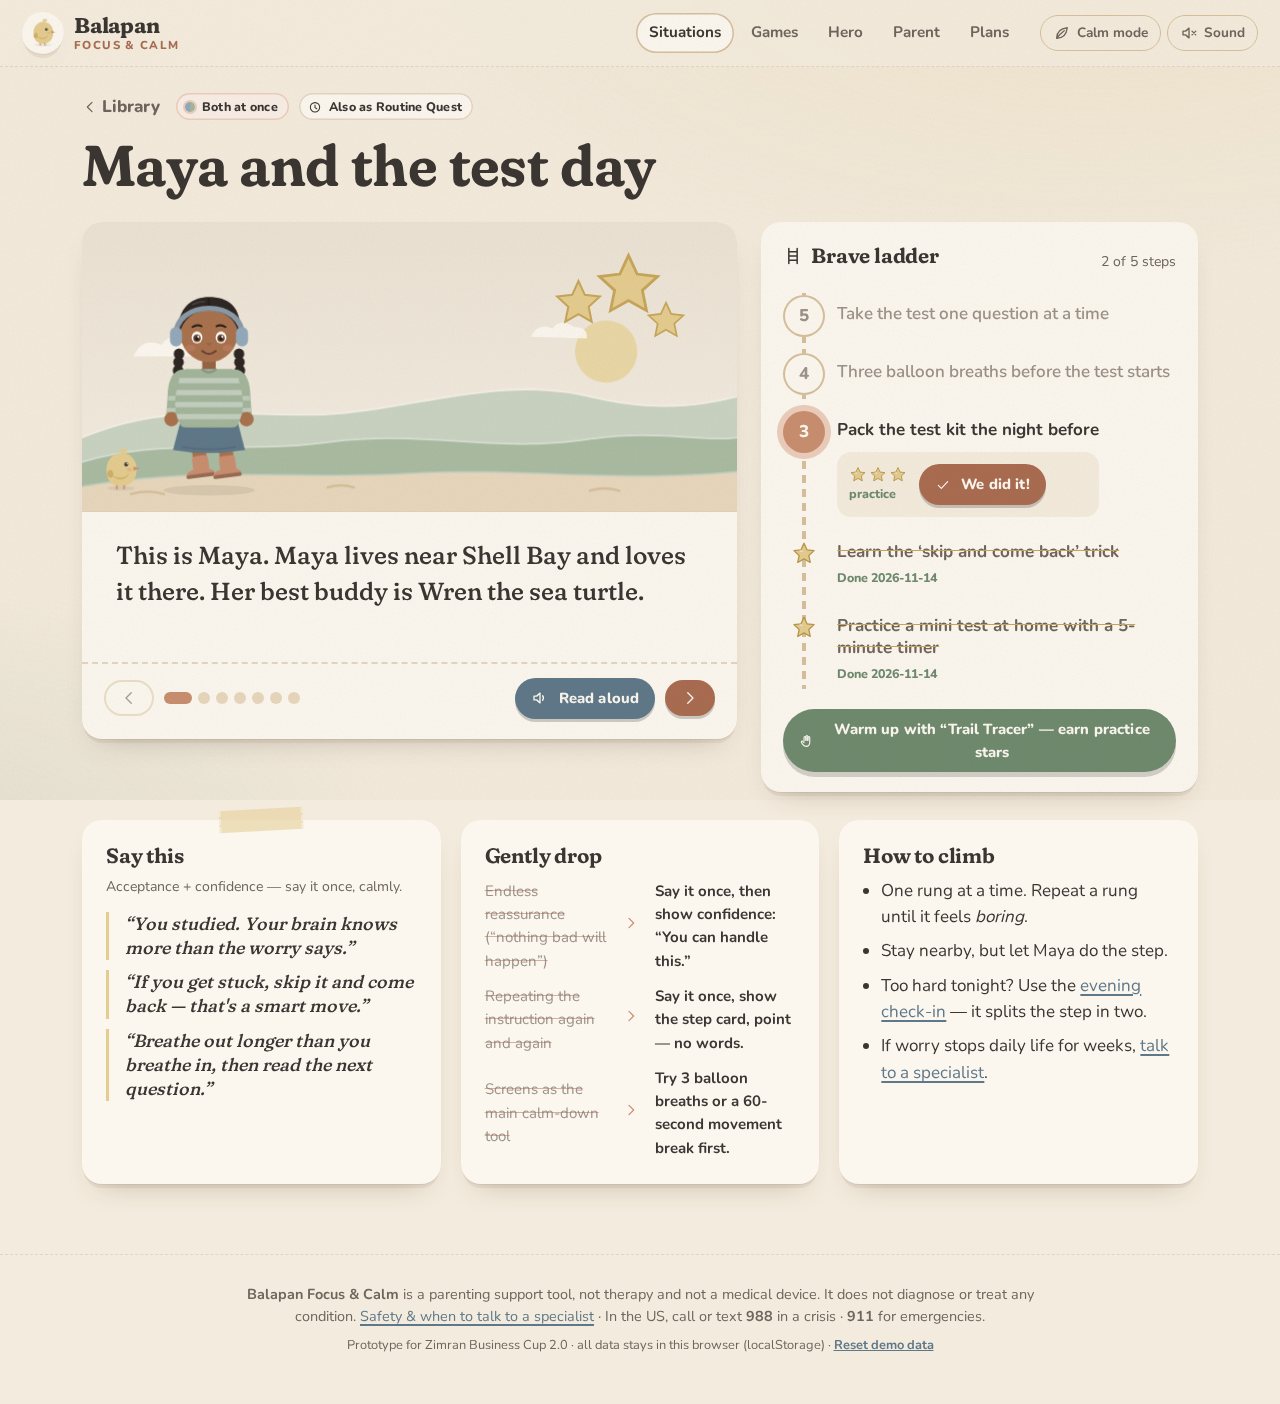 Balapan
FOCUS & CALM
Situations
Games
Hero
Parent
Plans
Calm mode
Sound
Library
Both at once
Also as Routine Quest
Maya and the test day
This is Maya. Maya lives near Shell Bay and loves
it there. Her best buddy is Wren the sea turtle.
Read aloud
Brave ladder
2 of 5 steps
5
Take the test one question at a time
4
Three balloon breaths before the test starts
3
Pack the test kit the night before
practice
We did it!
Learn the ‘skip and come back’ trick
Done 2026-11-14
Practice a mini test at home with a 5-
minute timer
Done 2026-11-14
Warm up with “Trail Tracer” — earn practice
stars
Say this
Acceptance + confidence — say it once, calmly.
“You studied. Your brain knows
more than the worry says.”
“If you get stuck, skip it and come
back — that's a smart move.”
“Breathe out longer than you
breathe in, then read the next
question.”
Gently drop
Endless
reassurance
(“nothing bad will
happen”)
Say it once, then
show confidence:
“You can handle
this.”
Repeating the
instruction again
and again
Say it once, show
the step card, point
— no words.
Screens as the
main calm-down
tool
Try 3 balloon
breaths or a 60-
second movement
break first.
How to climb
One rung at a time. Repeat a rung
until it feels boring.
Stay nearby, but let Maya do the step.
Too hard tonight? Use the evening
check-in — it splits the step in two.
If worry stops daily life for weeks, talk
to a specialist.
Balapan Focus & Calm is a parenting support tool, not therapy and not a medical device. It does not diagnose or treat any
condition. Safety & when to talk to a specialist · In the US, call or text 988 in a crisis · 911 for emergencies.
Prototype for Zimran Business Cup 2.0 · all data stays in this browser (localStorage) · Reset demo data